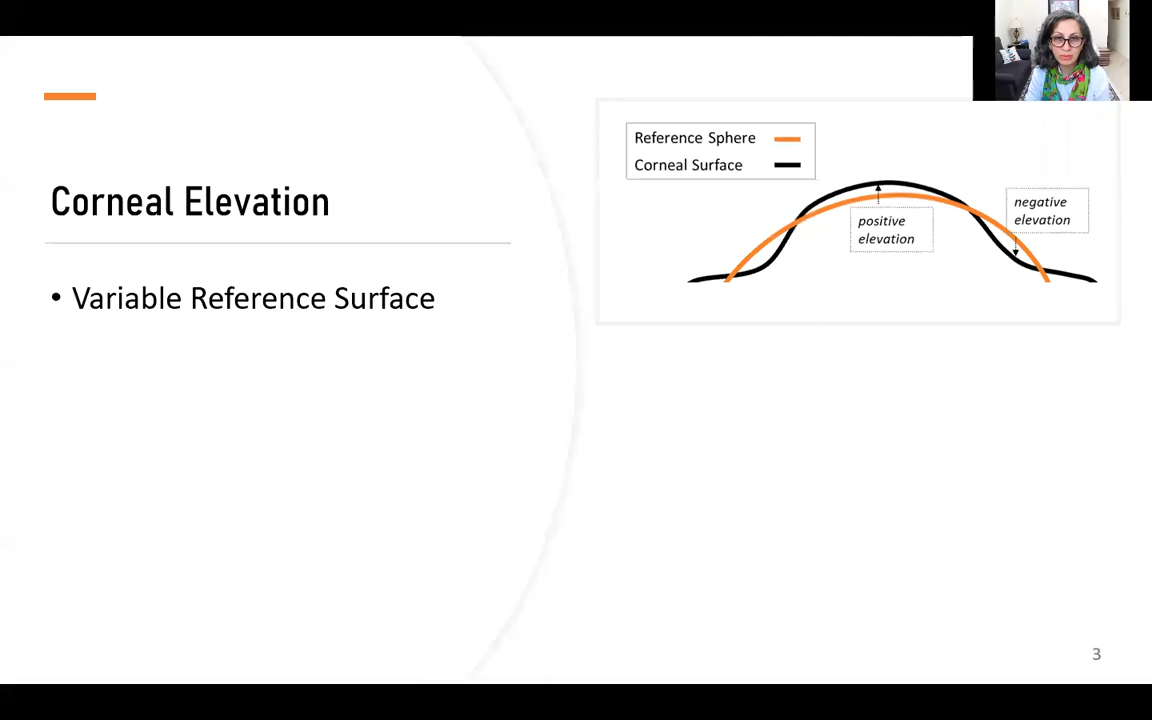 Corneal Elevation
• Variable Reference Surface
Reference Sphere
Corneal Surface
positive
elevation
negative
elevation
3